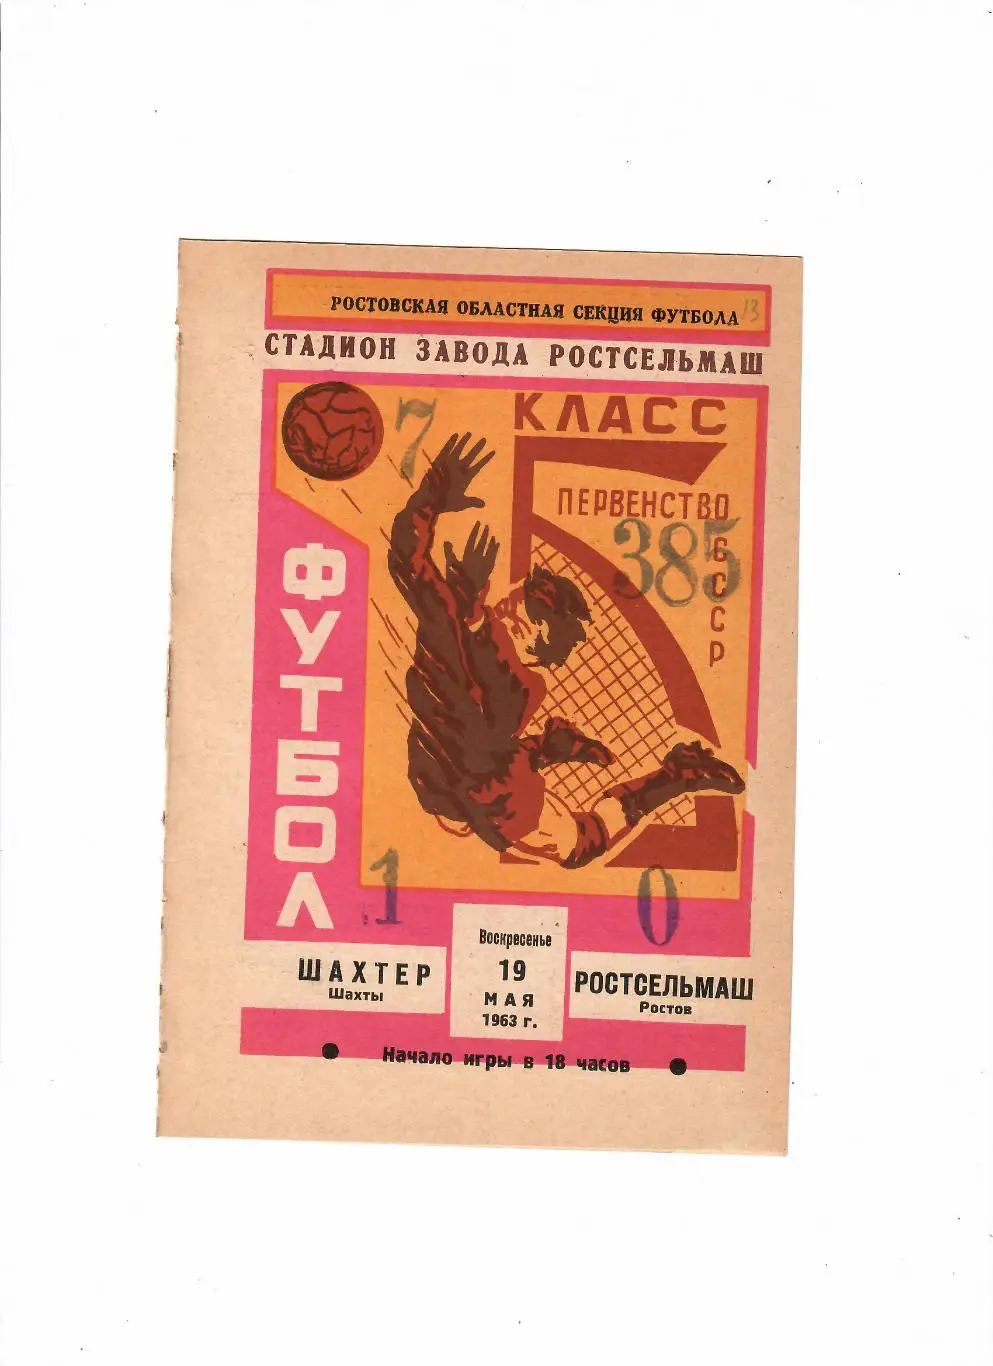 РОСТОВСКАЯ ОБЛАСТНАЯ СЕКЦИЯ ФУТБОЛА 13
СТАДИОН ЗАВОДА РОСТСЕЛЬМАШ
7
КЛАСС
Б
ПЕРВЕНСТВО
СССР
385
ФУТБОЛ
1
0
ШАХТЕР
Шахты
Воскресенье
19
МАЯ
1963 г.
РОСТСЕЛЬМАШ
Ростов
Начало игры в 18 часов